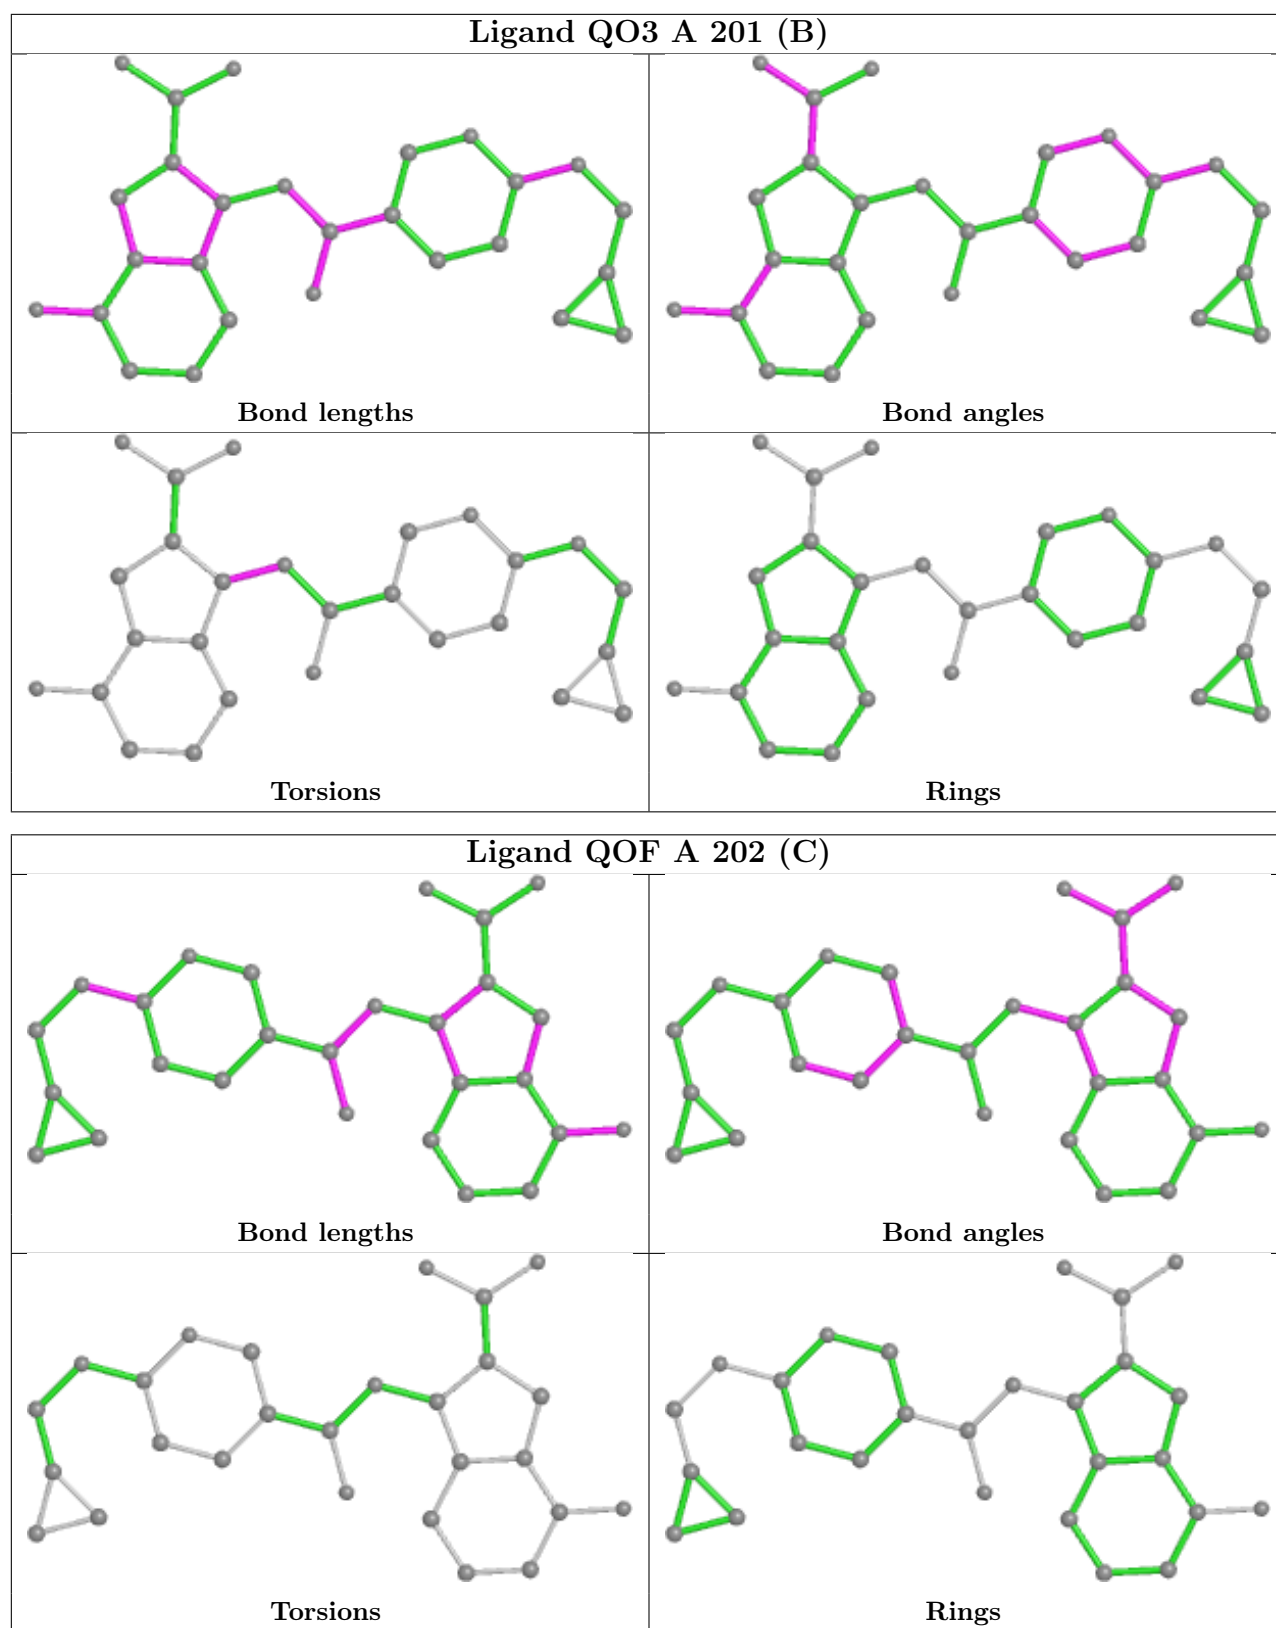 Ligand QO3 A 201 (B)
Bond lengths
Bond angles
Torsions
Rings
Ligand QOF A 202 (C)
Bond lengths
Bond angles
Torsions
Rings